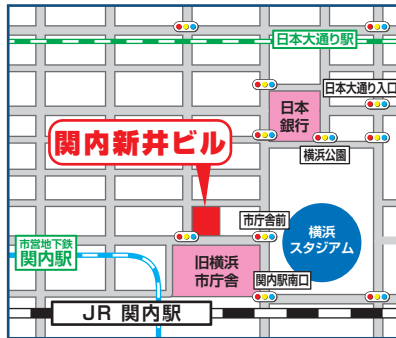 日本大通り駅
日本大通り入口
日本
銀行
関内新井ビル
横浜公園
市庁舎前
横浜
スタジアム
市営地下鉄
関内駅
旧横浜
市庁舎
関内駅南口
JR 関内駅